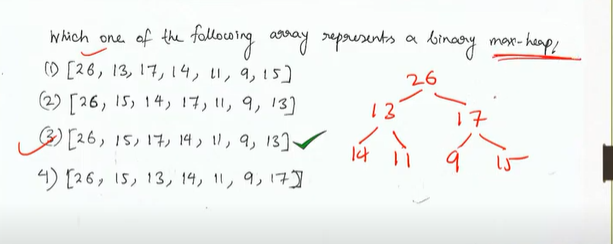 Which one of the following array represents a binary max-heap?
(1) [26, 13, 17, 14, 11, 9, 15]
(2) [26, 15, 14, 17, 11, 9, 13]
(3) [26, 15, 17, 14, 11, 9, 13]
4) [26, 15, 13, 14, 11, 9, 17]
26
13 17
14 11 9 15